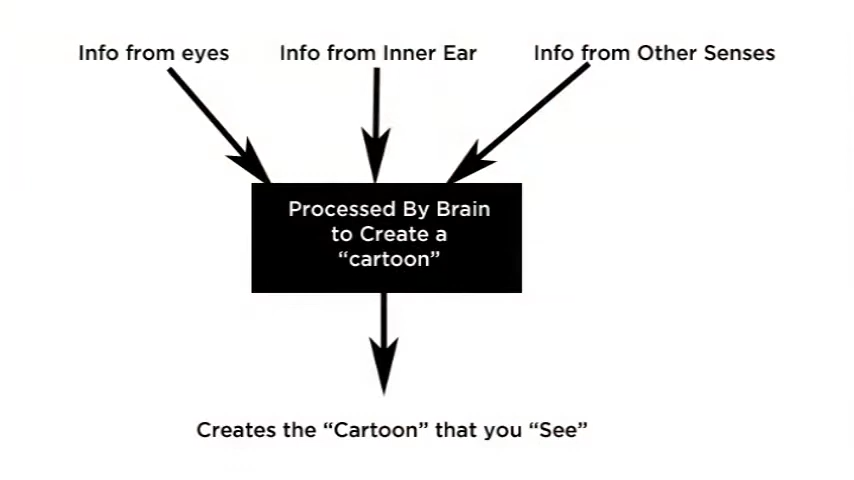 Info from eyes
Info from Inner Ear
Info from Other Senses
Processed By Brain
to Create a
“cartoon”
Creates the “Cartoon” that you “See”